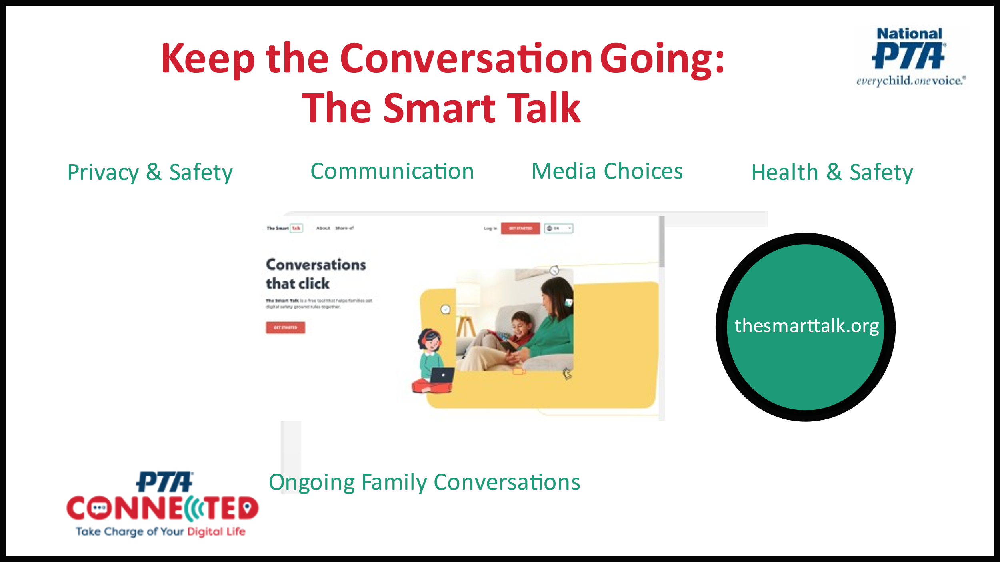 Keep the Conversation Going:
The Smart Talk
National
PTA®
everychild.onevoice.®
Privacy & Safety
Communication
Media Choices
Health & Safety
The Smart Talk
About
Share
Log In
GET STARTED
EN
Conversations
that click
The Smart Talk is a free tool that helps families set
digital safety ground rules together.
GET STARTED
thesmarttalk.org
Ongoing Family Conversations
PTA®
CONNECTED
Take Charge of Your Digital Life